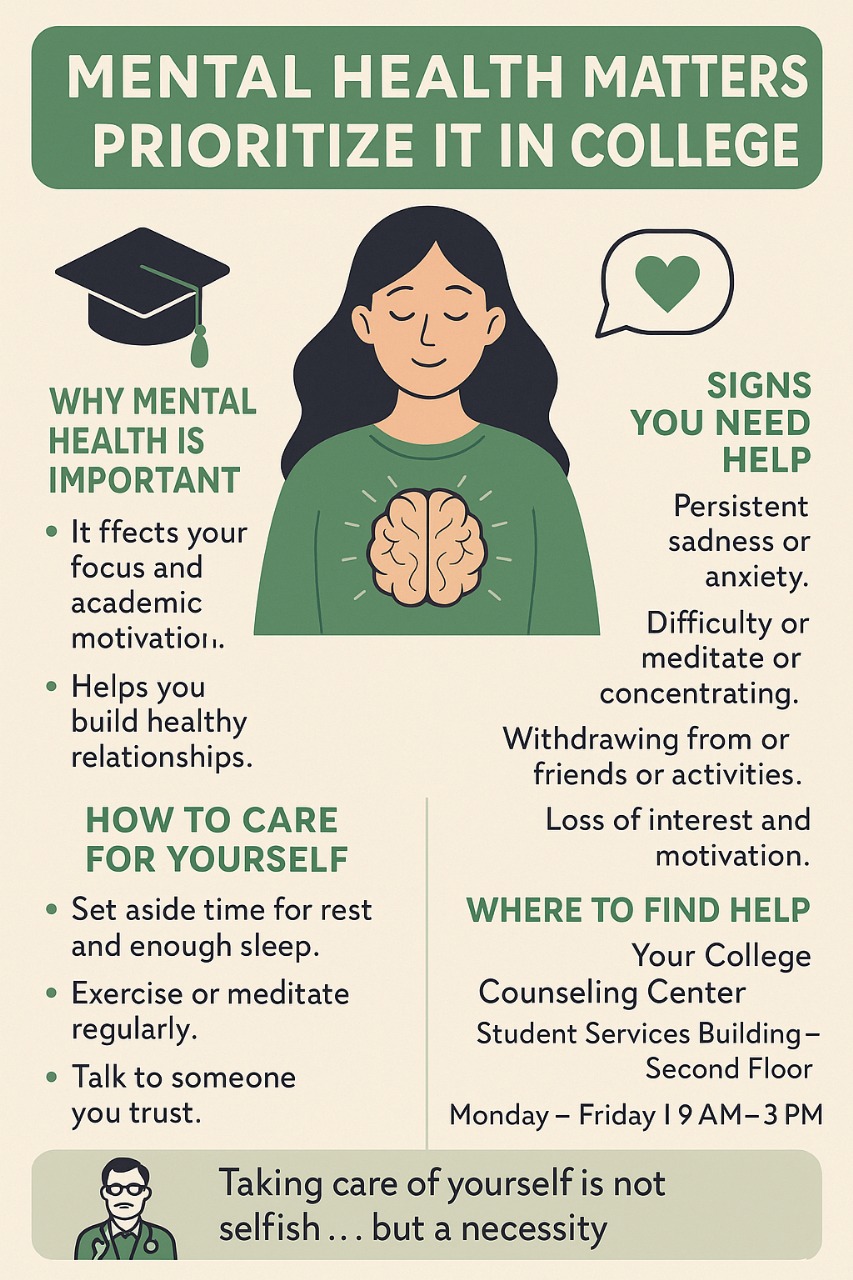 MENTAL HEALTH MATTERS
PRIORITIZE IT IN COLLEGE
WHY MENTAL
HEALTH IS
IMPORTANT
• It ffects your
focus and
academic
motivation.
• Helps you
build healthy
relationships.
SIGNS
YOU NEED
HELP
Persistent
sadness or
anxiety.
Difficulty or
meditate or
concentrating.
Withdrawing from or
friends or activities.
Loss of interest and
motivation.
HOW TO CARE
FOR YOURSELF
• Set aside time for rest
and enough sleep.
• Exercise or meditate
regularly.
• Talk to someone
you trust.
WHERE TO FIND HELP
Your College
Counseling Center
Student Services Building–
Second Floor
Monday – Friday I 9 AM–3 PM
Taking care of yourself is not
selfish... but a necessity